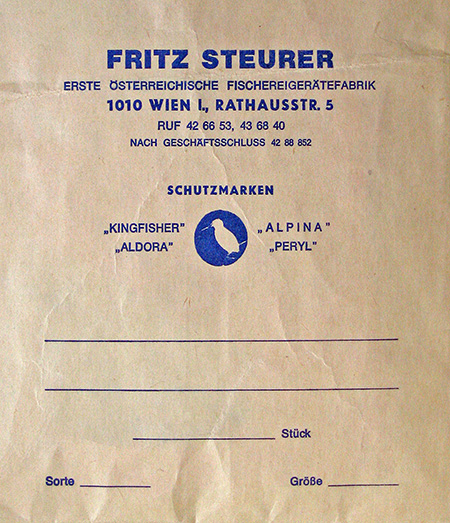 FRITZ STEURER
ERSTE ÖSTERREICHISCHE FISCHEREIGERÄTEFABRIK
1010 WIEN I., RATHAUSSTR. 5
RUF 42 66 53, 43 68 40
NACH GESCHÄFTSSCHLUSS 42 88 852
SCHUTZMARKEN
„KINGFISHER" „ALPINA"
„ALDORA" „PERYL"
Stück
Sorte Größe